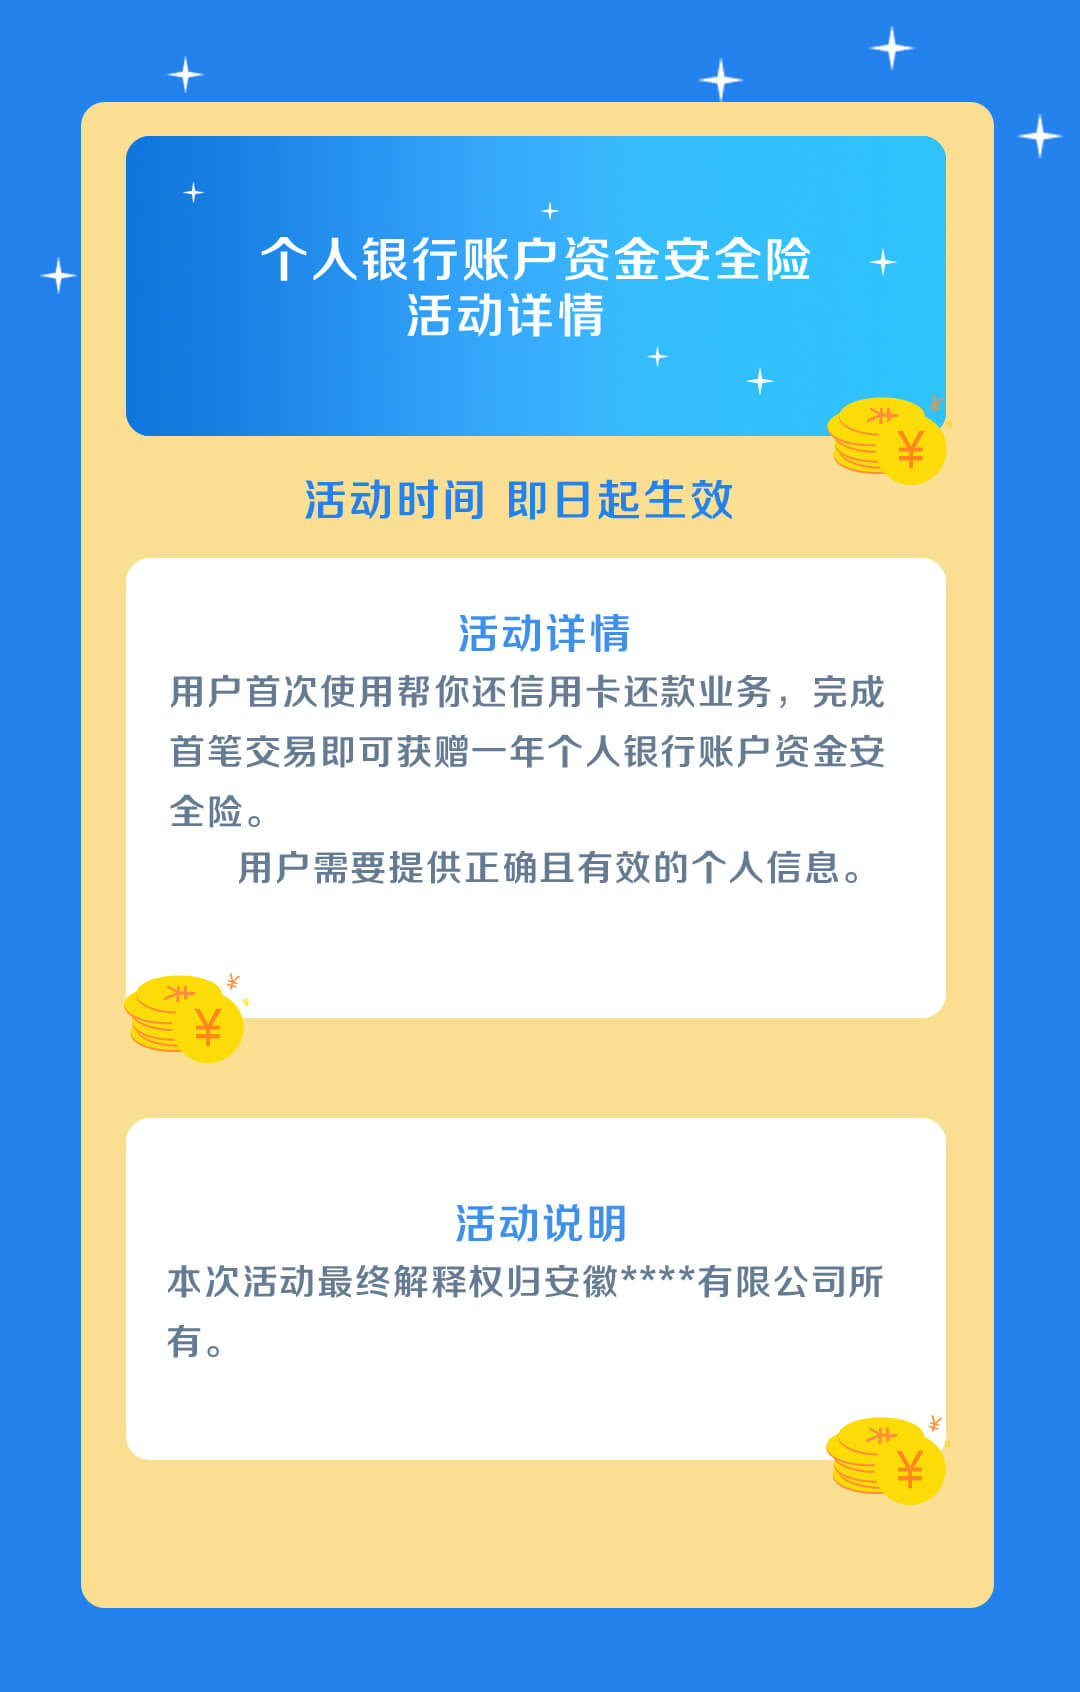 个人银行账户资金安全险
活动详情
活动时间 即日起生效
活动详情
用户首次使用帮你还信用卡还款业务，完成
首笔交易即可获赠一年个人银行账户资金安
全险。
用户需要提供正确且有效的个人信息。
活动说明
本次活动最终解释权归安徽****有限公司所
有。